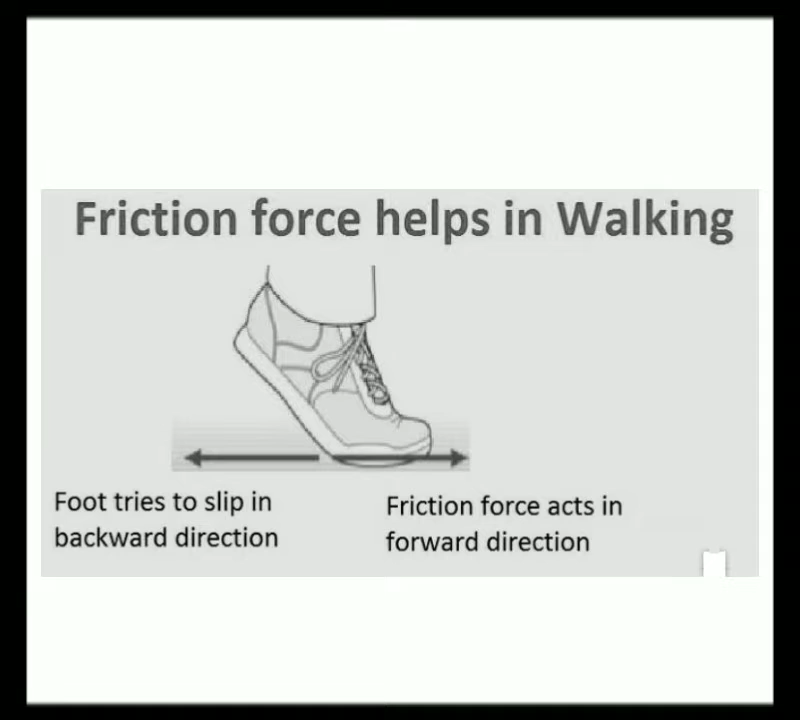 Friction force helps in Walking
Foot tries to slip in
backward direction
Friction force acts in
forward direction